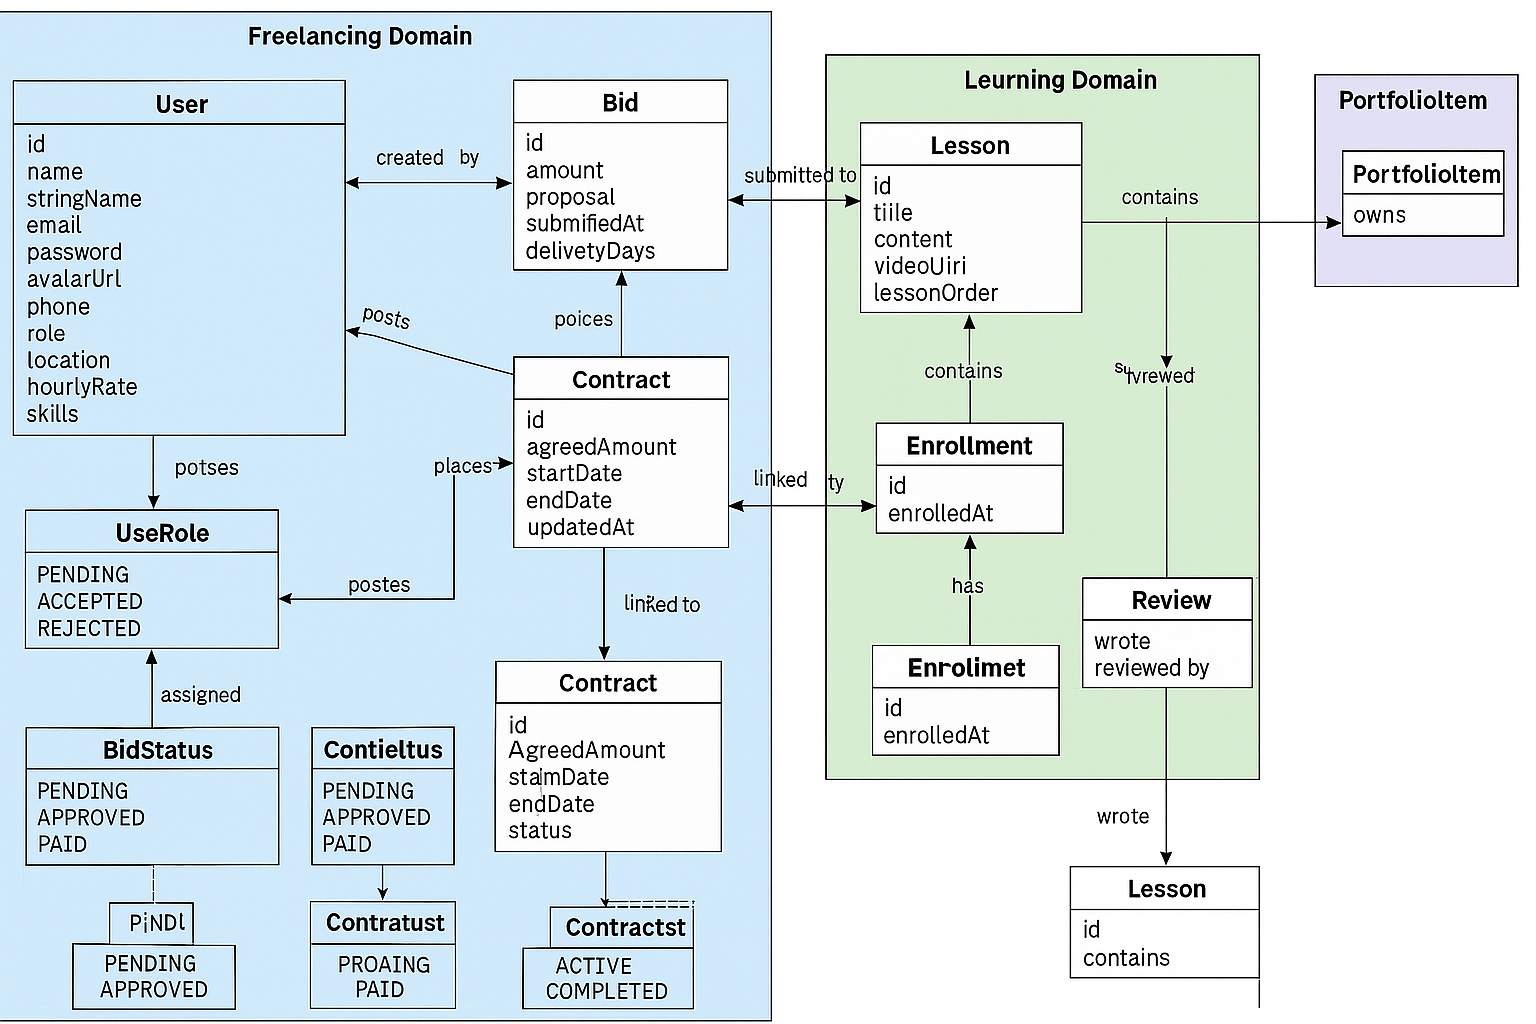 Freelancing Domain
User
id
name
stringName
email
password
avalarUrl
phone
role
location
hourlyRate
skills
created by
Bid
id
amount
proposal
submifiedAt
delivetyDays
posts
poices
Contract
id
agreedAmount
startDate
endDate
updatedAt
potses
places
UseRole
PENDING
ACCEPTED
REJECTED
postes
linked to
assigned
BidStatus
PENDING
APPROVED
PAID
PiNDl
PENDING
APPROVED
Contieltus
PENDING
APPROVED
PAID
Contratust
PROAING
PAID
Contract
id
AgreedAmount
staimDate
endDate
status
Contractst
ACTIVE
COMPLETED
submitted to
linked ty
Leurning Domain
Lesson
id
tiile
content
videoUiri
lessonOrder
contains
Enrollment
id
enrolledAt
has
Enrolimet
id
enrolledAt
contains
Review
wrote
reviewed by
wrote
Lesson
id
contains
PortfolioItem
PortfolioItem
owns